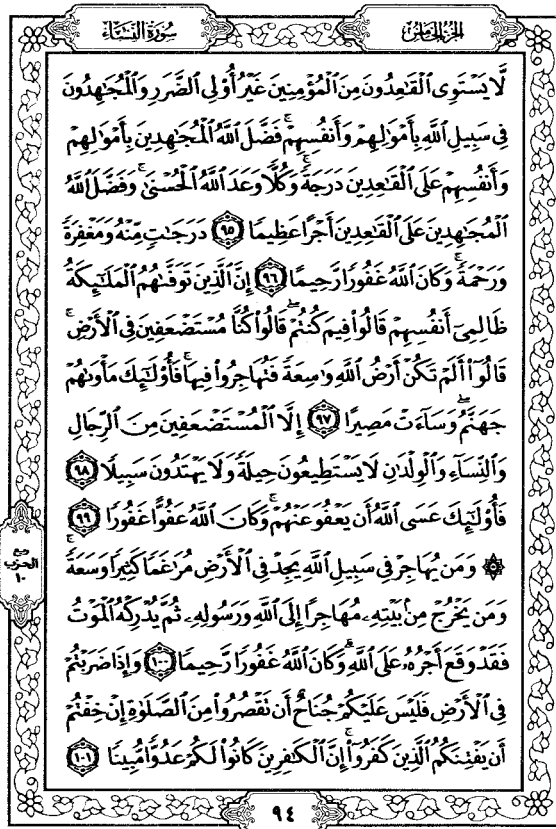 سُورَةُ النِّسَاءِ
الجُزْءُ الخَامِسُ
لَّا يَسْتَوِى ٱلْقَٰعِدُونَ مِنَ ٱلْمُؤْمِنِينَ غَيْرُ أُو۟لِى ٱلضَّرَرِ وَٱلْمُجَٰهِدُونَ
فِى سَبِيلِ ٱللَّهِ بِأَمْوَٰلِهِمْ وَأَنفُسِهِمْ ۚ فَضَّلَ ٱللَّهُ ٱلْمُجَٰهِدِينَ بِأَمْوَٰلِهِمْ
وَأَنفُسِهِمْ عَلَى ٱلْقَٰعِدِينَ دَرَجَةً ۚ وَكُلًّا وَعَدَ ٱللَّهُ ٱلْحُسْنَىٰ ۚ وَفَضَّلَ ٱللَّهُ
ٱلْمُجَٰهِدِينَ عَلَى ٱلْقَٰعِدِينَ أَجْرًا عَظِيمًا ٩٥ دَرَجَٰتٍ مِّنْهُ وَمَغْفِرَةً
وَرَحْمَةً ۚ وَكَانَ ٱللَّهُ غَفُورًا رَّحِيمًا ٩٦ إِنَّ ٱلَّذِينَ تَوَفَّىٰهُمُ ٱلْمَلَٰٓئِكَةُ
ظَالِمِىٓ أَنفُسِهِمْ قَالُوا۟ فِيمَ كُنتُمْ ۖ قَالُوا۟ كُنَّا مُسْتَضْعَفِينَ فِى ٱلْأَرْضِ ۚ
قَالُوٓا۟ أَلَمْ تَكُنْ أَرْضُ ٱللَّهِ وَٰسِعَةً فَتُهَاجِرُوا۟ فِيهَا ۚ فَأُو۟لَٰٓئِكَ مَأْوَىٰهُمْ
جَهَنَّمُ ۖ وَسَآءَتْ مَصِيرًا ٩٧ إِلَّا ٱلْمُسْتَضْعَفِينَ مِنَ ٱلرِّجَالِ
وَٱلنِّسَآءِ وَٱلْوِلْدَٰنِ لَا يَسْتَطِيعُونَ حِيلَةً وَلَا يَهْتَدُونَ سَبِيلًا ٩٨
فَأُو۟لَٰٓئِكَ عَسَى ٱللَّهُ أَن يَعْفُوَ عَنْهُمْ ۚ وَكَانَ ٱللَّهُ عَفُوًّا غَفُورًا ٩٩
ربع
الحزب
١٠
۞ وَمَن يُهَاجِرْ فِى سَبِيلِ ٱللَّهِ يَجِدْ فِى ٱلْأَرْضِ مُرَٰغَمًا كَثِيرًا وَسَعَةً ۚ
وَمَن يَخْرُجْ مِنۢ بَيْتِهِۦ مُهَاجِرًا إِلَى ٱللَّهِ وَرَسُولِهِۦ ثُمَّ يُدْرِكْهُ ٱلْمَوْتُ
فَقَدْ وَقَعَ أَجْرُهُۥ عَلَى ٱللَّهِ ۗ وَكَانَ ٱللَّهُ غَفُورًا رَّحِيمًا ١٠٠ وَإِذَا ضَرَبْتُمْ
فِى ٱلْأَرْضِ فَلَيْسَ عَلَيْكُمْ جُنَاحٌ أَن تَقْصُرُوا۟ مِنَ ٱلصَّلَوٰةِ إِنْ خِفْتُمْ
أَن يَفْتِنَكُمُ ٱلَّذِينَ كَفَرُوٓا۟ ۚ إِنَّ ٱلْكَٰفِرِينَ كَانُوا۟ لَكُمْ عَدُوًّا مُّبِينًا ١٠١
٩٤